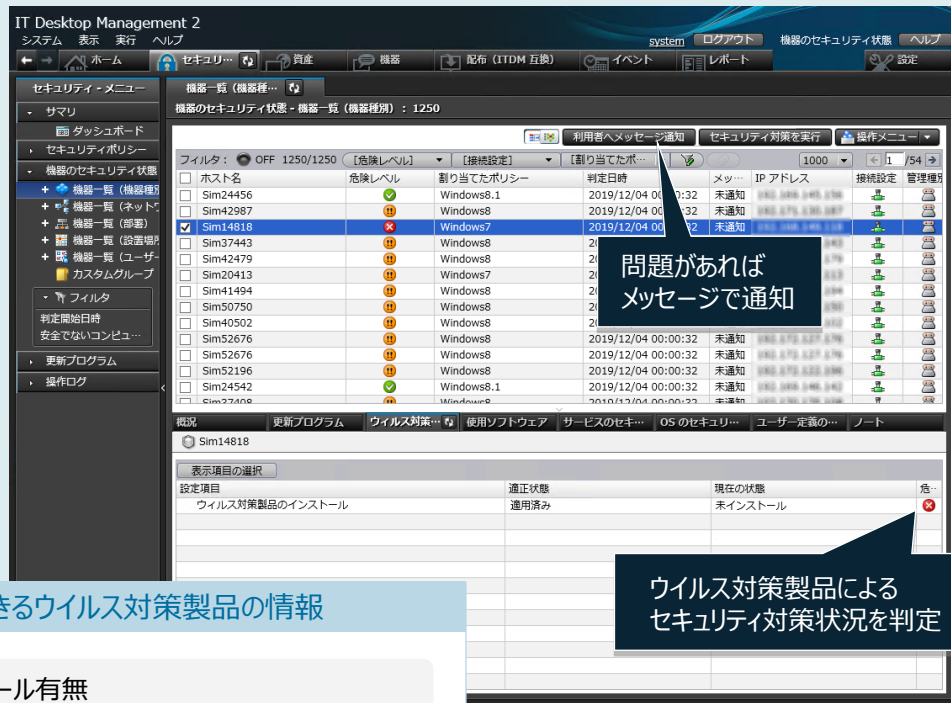 IT Desktop Management 2
システム 表示 実行 ヘルプ
system ログアウト 機器のセキュリティ状態 ヘルプ
ホーム セキュリ… 資産 機器 配布（ITDM 互換） イベント レポート 設定
セキュリティ - メニュー
サマリ
ダッシュボード
セキュリティポリシー
機器のセキュリティ状態
機器一覧（機器種別
機器一覧（ネットワ
機器一覧（部署）
機器一覧（設置場所
機器一覧（ユーザー
カスタムグループ
フィルタ
判定開始日時
安全でないコンピュ…
更新プログラム
操作ログ
機器一覧（機器種…
機器のセキュリティ状態 - 機器一覧（機器種別）: 1250
利用者へメッセージ通知 セキュリティ対策を実行 操作メニュー
フィルタ: OFF 1250/1250 [危険レベル] [接続設定] [割り当てたポ… 1000 1 /54
ホスト名 危険レベル 割り当てたポリシー 判定日時 メッ… IP アドレス 接続設定 管理種別
Sim24456 Windows8.1 2019/12/04 00:00:32 未通知
Sim42987 Windows8 2019/12/04 00:00:32 未通知
Sim14818 Windows7 2019/12/04 00:00:32 未通知
Sim37443 Windows8
Sim42479 Windows8
Sim20413 Windows7
Sim41494 Windows8
Sim50750 Windows8
Sim40502 Windows8
Sim52676 Windows8 2019/12/04 00:00:32 未通知
Sim52676 Windows8 2019/12/04 00:00:32 未通知
Sim52196 Windows8 2019/12/04 00:00:32 未通知
Sim24542 Windows8.1 2019/12/04 00:00:32 未通知
Sim37408 Windows8 2019/12/04 00:00:32 未通知
問題があれば
メッセージで通知
概況 更新プログラム ウィルス対策… 使用ソフトウェア サービスのセキ… OS のセキュリ… ユーザー定義の… ノート
Sim14818
表示項目の選択
設定項目 適正状態 現在の状態 危…
ウィルス対策製品のインストール 適用済み 未インストール
ウイルス対策製品による
セキュリティ対策状況を判定
きるウイルス対策製品の情報
ール有無